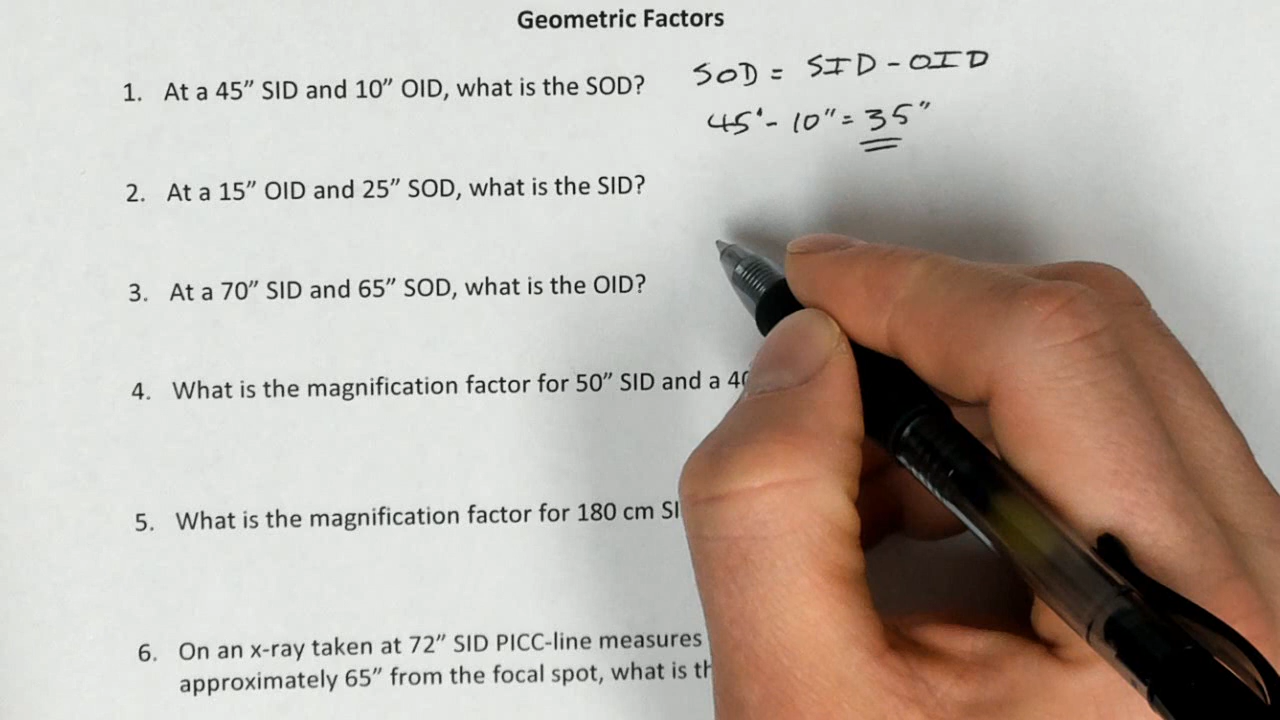 Geometric Factors
1. At a 45” SID and 10” OID, what is the SOD? SOD = SID - OID
45' - 10" = 35"
2. At a 15” OID and 25” SOD, what is the SID?
3. At a 70” SID and 65” SOD, what is the OID?
4. What is the magnification factor for 50” SID and a
5. What is the magnification factor for 180 cm
6. On an x-ray taken at 72” SID PICC-line measures
approximately 65” from the focal spot, what is